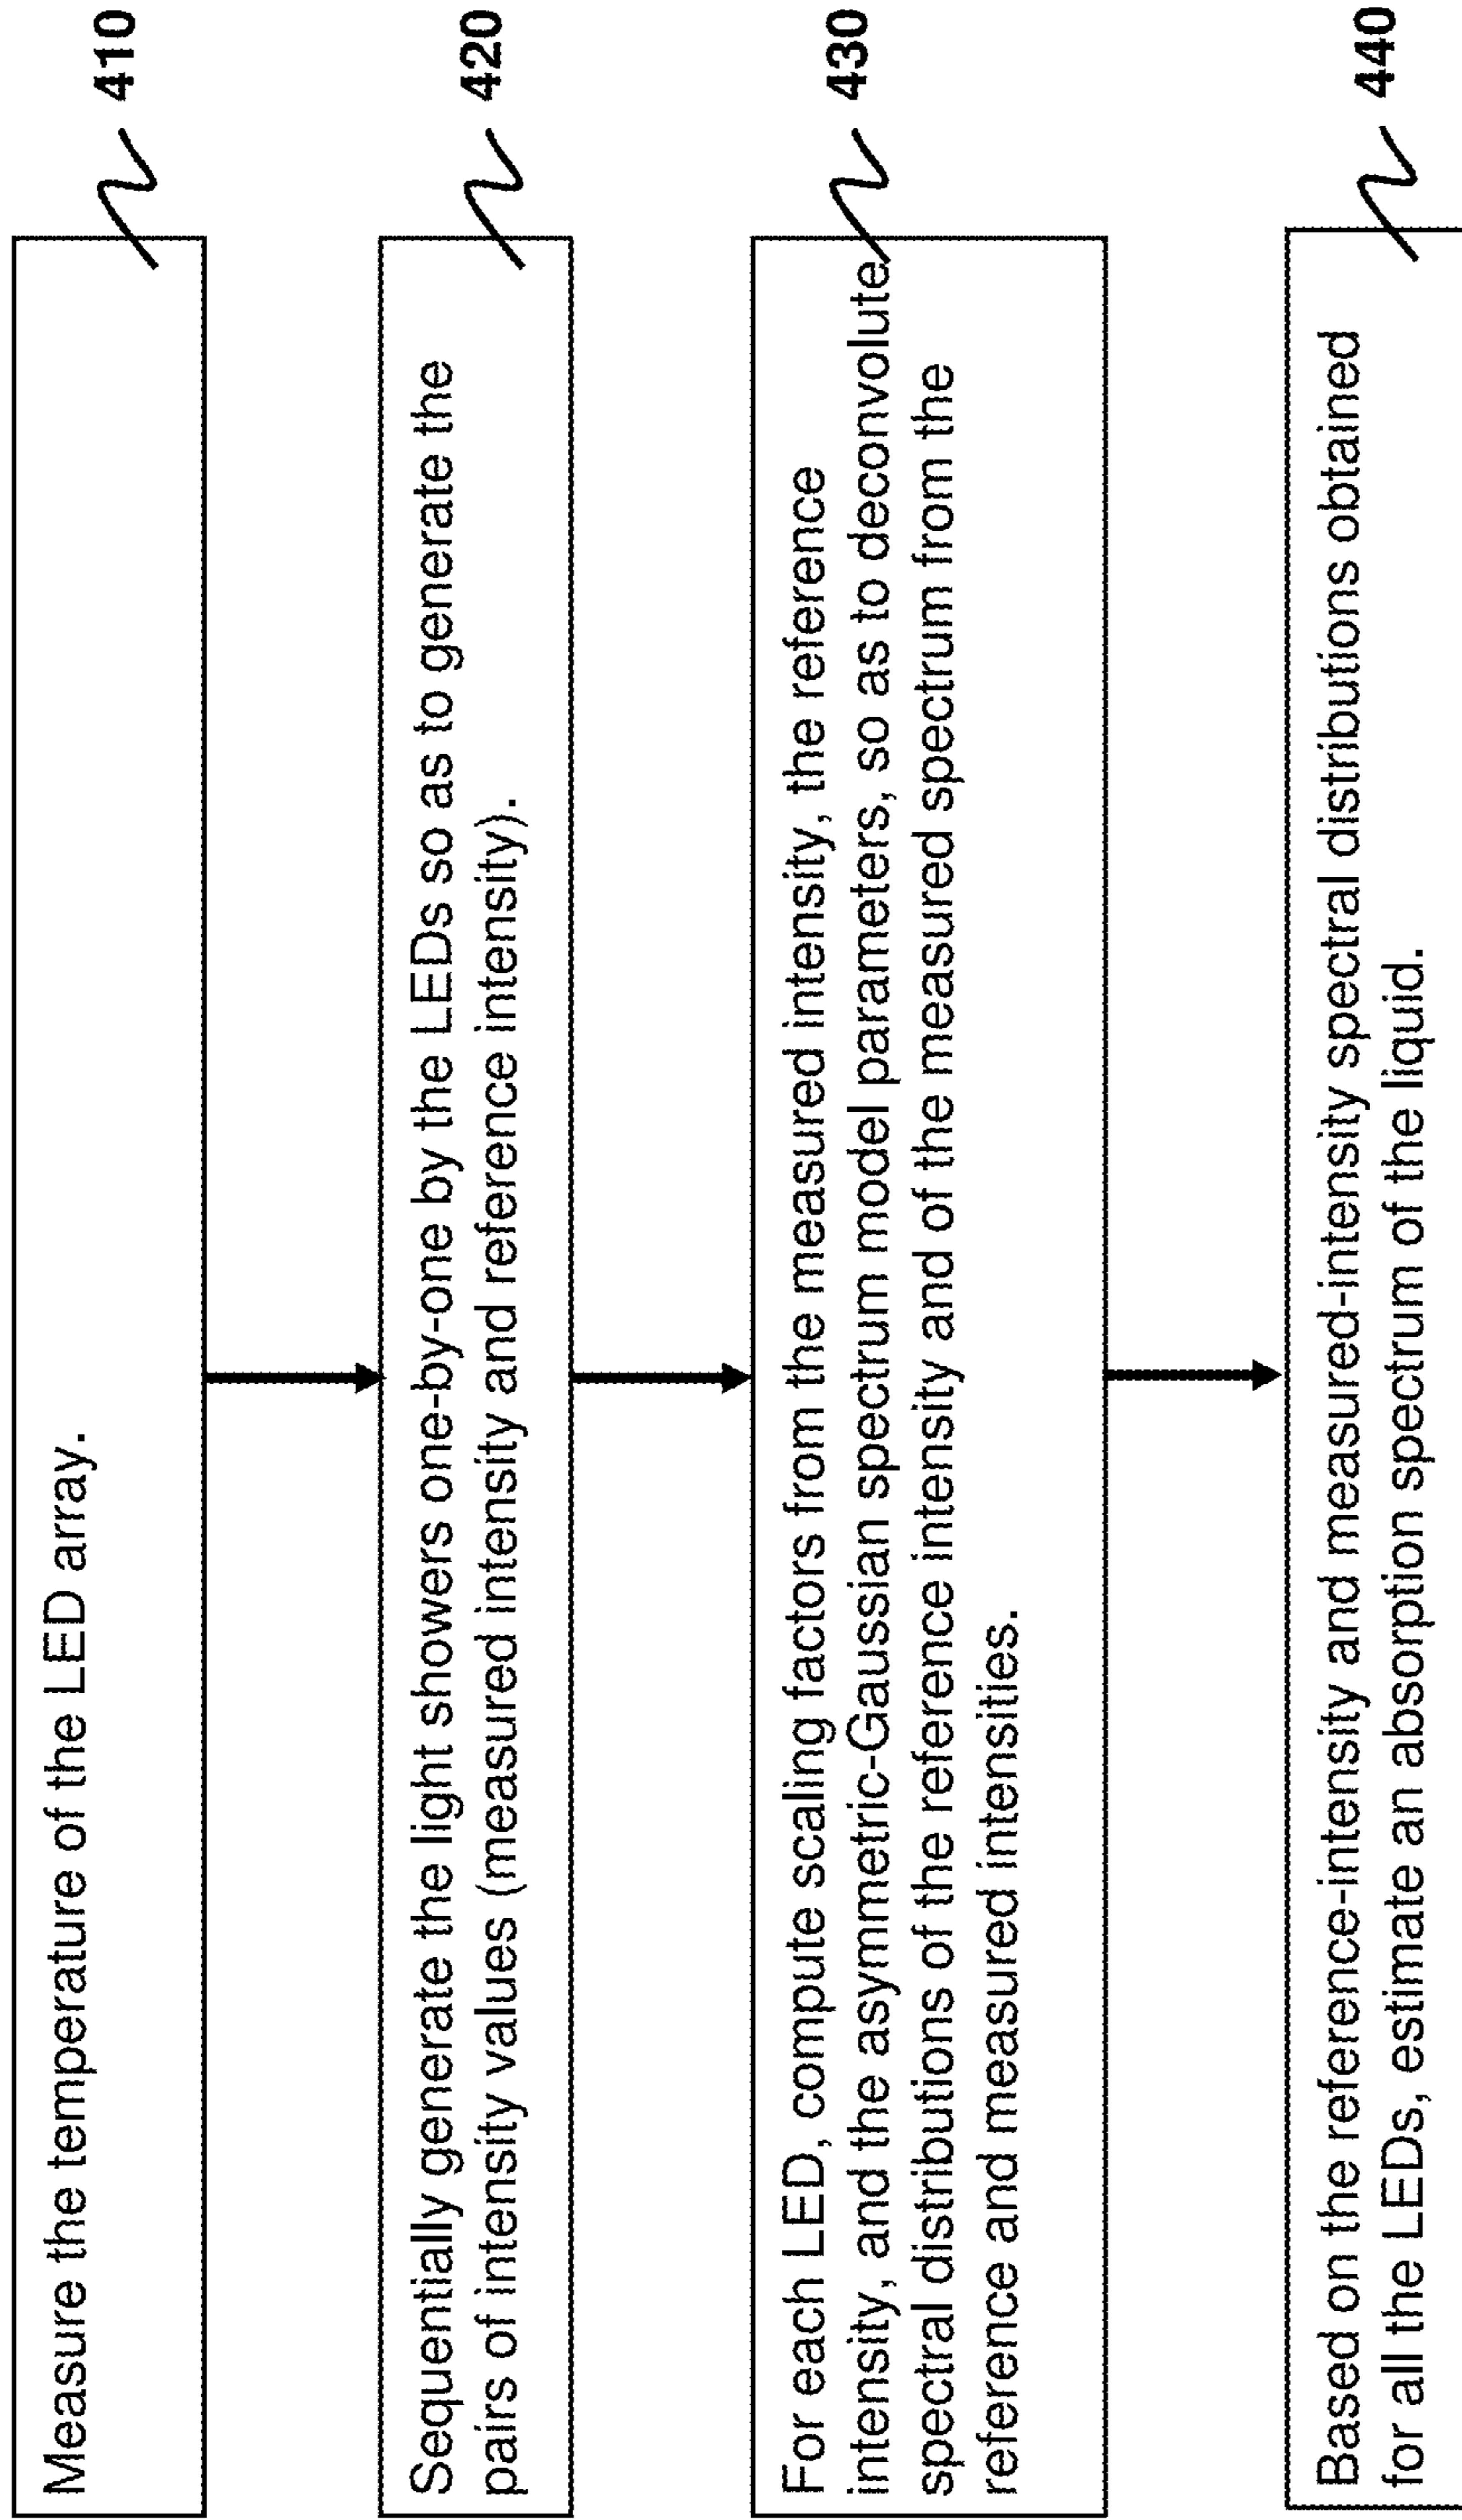 Measure the temperature of the LED array.
410
Sequentially generate the light showers one-by-one by the LEDs so as to generate the
pairs of intensity values (measured intensity and reference intensity).
420
For each LED, compute scaling factors from the measured intensity, the reference
intensity, and the asymmetric-Gaussian spectrum model parameters, so as to deconvolute
spectral distributions of the reference intensity and of the measured spectrum from the
reference and measured intensities.
430
Based on the reference-intensity and measured-intensity spectral distributions obtained
for all the LEDs, estimate an absorption spectrum of the liquid.
440